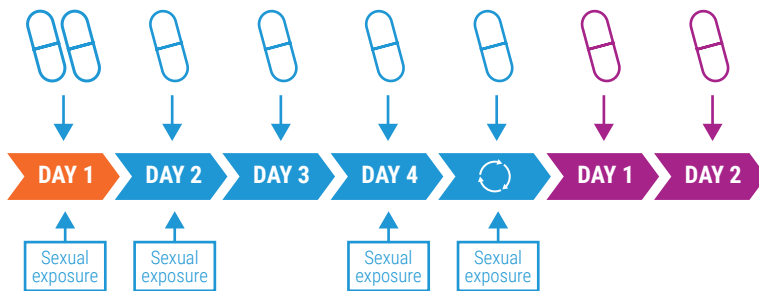 DAY 1
DAY 2
DAY 3
DAY 4
DAY 1
DAY 2
Sexual
exposure
Sexual
exposure
Sexual
exposure
Sexual
exposure